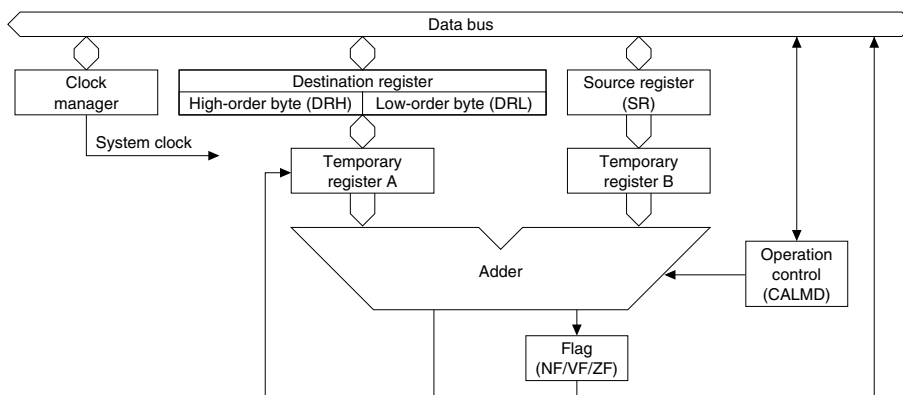 Data bus
Clock
manager
Destination register
High-order byte (DRH)
Low-order byte (DRL)
Source register
(SR)
System clock
Temporary
register A
Temporary
register B
Adder
Operation
control
(CALMD)
Flag
(NF/VF/ZF)